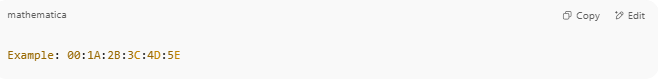 mathematica Copy Edit
Example: 00:1A:2B:3C:4D:5E